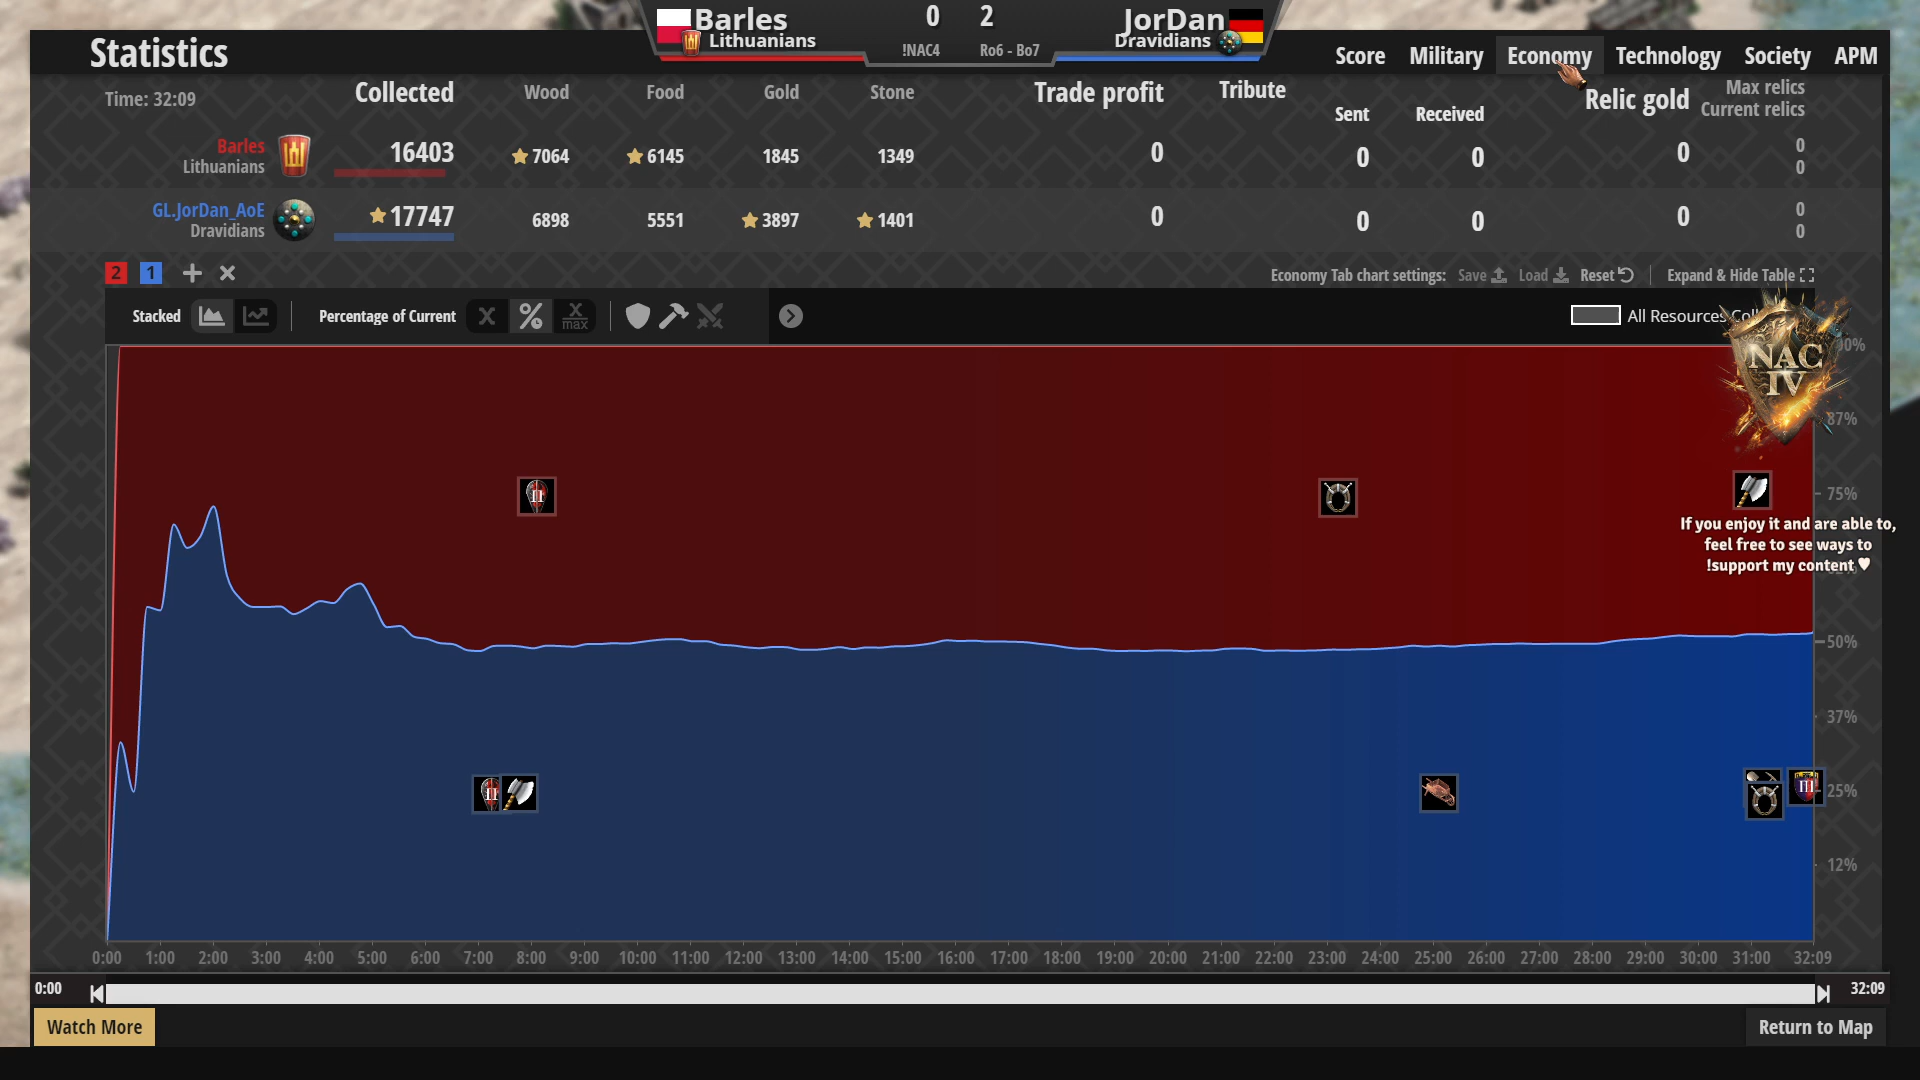 Barles 0 2 JorDan
Lithuanians !NAC4 Ro6 - Bo7 Dravidians
Statistics
Score Military Economy Technology Society APM
Time: 32:09
Collected Wood Food Gold Stone Trade profit Tribute Sent Received Relic gold Max relics
Current relics
Barles
Lithuanians
16403 7064 6145 1845 1349 0 0 0 0 0
0
GL.JorDan_AoE
Dravidians
17747 6898 5551 3897 1401 0 0 0 0 0
0
2 1
Economy Tab chart settings: Save Load Reset Expand & Hide Table
Stacked Percentage of Current X % X max
All Resources Col
NAC
IV
87%
75%
II
If you enjoy it and are able to,
feel free to see ways to
!support my content ♥
50%
37%
II III 25%
12%
0:00 1:00 2:00 3:00 4:00 5:00 6:00 7:00 8:00 9:00 10:00 11:00 12:00 13:00 14:00 15:00 16:00 17:00 18:00 19:00 20:00 21:00 22:00 23:00 24:00 25:00 26:00 27:00 28:00 29:00 30:00 31:00 32:09
0:00 32:09
Watch More Return to Map